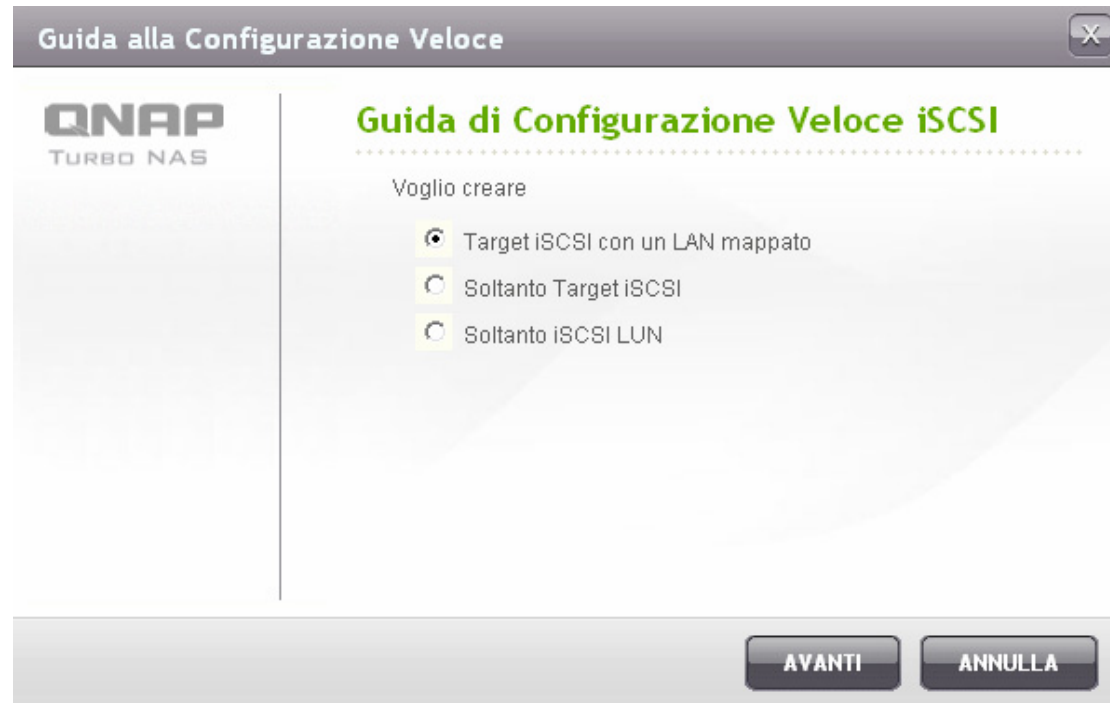 Guida alla Configurazione Veloce
X
QNAP
TURBO NAS
Guida di Configurazione Veloce iSCSI
Voglio creare
Target iSCSI con un LAN mappato
Soltanto Target iSCSI
Soltanto iSCSI LUN
AVANTI
ANNULLA